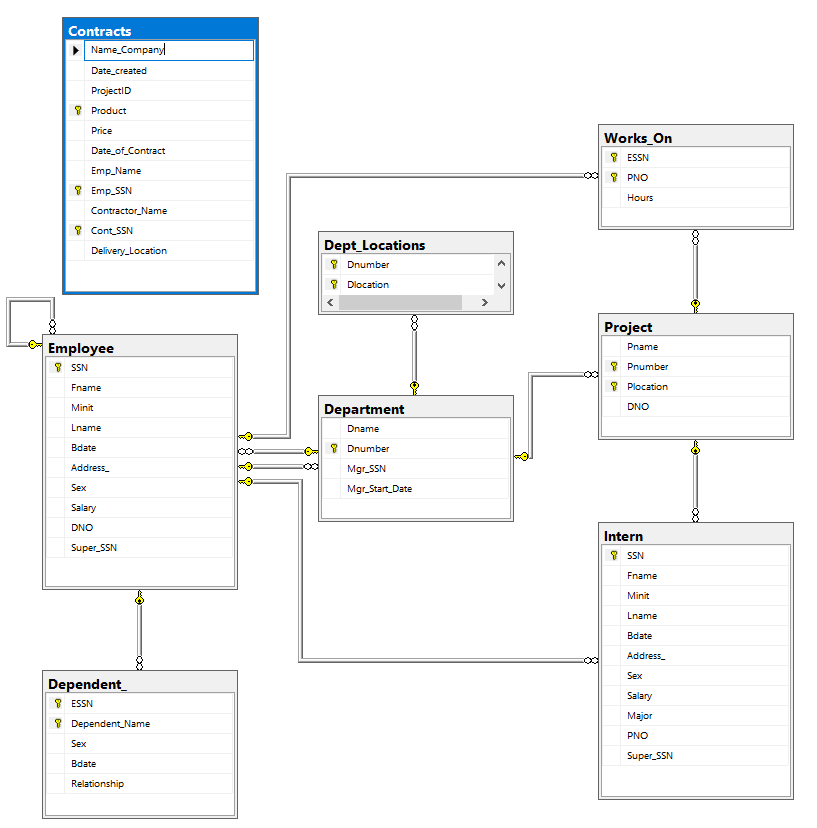 Contracts
Name_Company
Date_created
ProjectID
Product
Price
Date_of_Contract
Emp_Name
Emp_SSN
Contractor_Name
Cont_SSN
Delivery_Location
Works_On
ESSN
PNO
Hours
Dept_Locations
Dnumber
Dlocation
Project
Pname
Pnumber
Plocation
DNO
Employee
SSN
Fname
Minit
Lname
Bdate
Address_
Sex
Salary
DNO
Super_SSN
Department
Dname
Dnumber
Mgr_SSN
Mgr_Start_Date
Intern
SSN
Fname
Minit
Lname
Bdate
Address_
Sex
Salary
Major
PNO
Super_SSN
Dependent_
ESSN
Dependent_Name
Sex
Bdate
Relationship